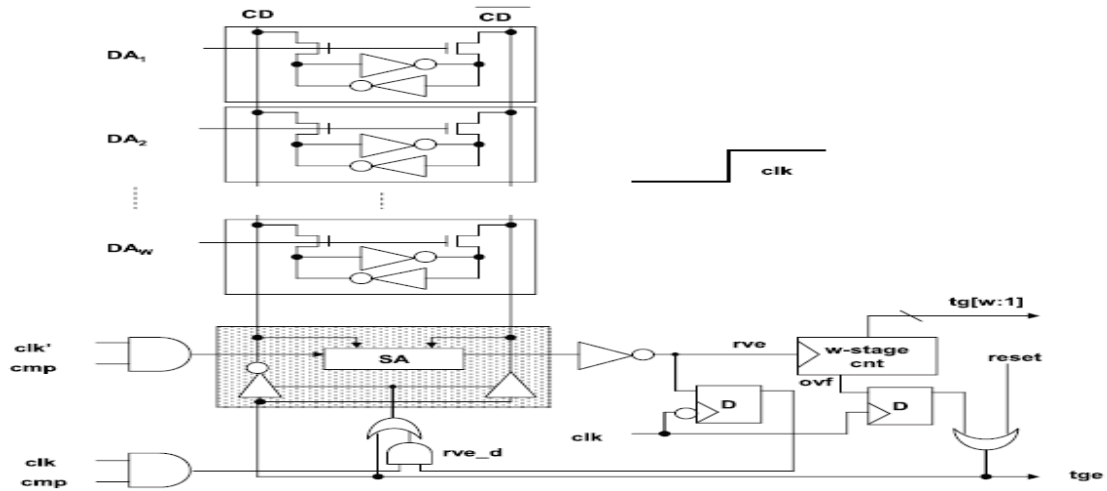 CD CD
DA1
DA2
clk
DAW
tg[w:1]
clk'
cmp
SA
rve
w-stage
cnt
reset
ovf
D
D
clk
rve_d
clk
cmp
tge